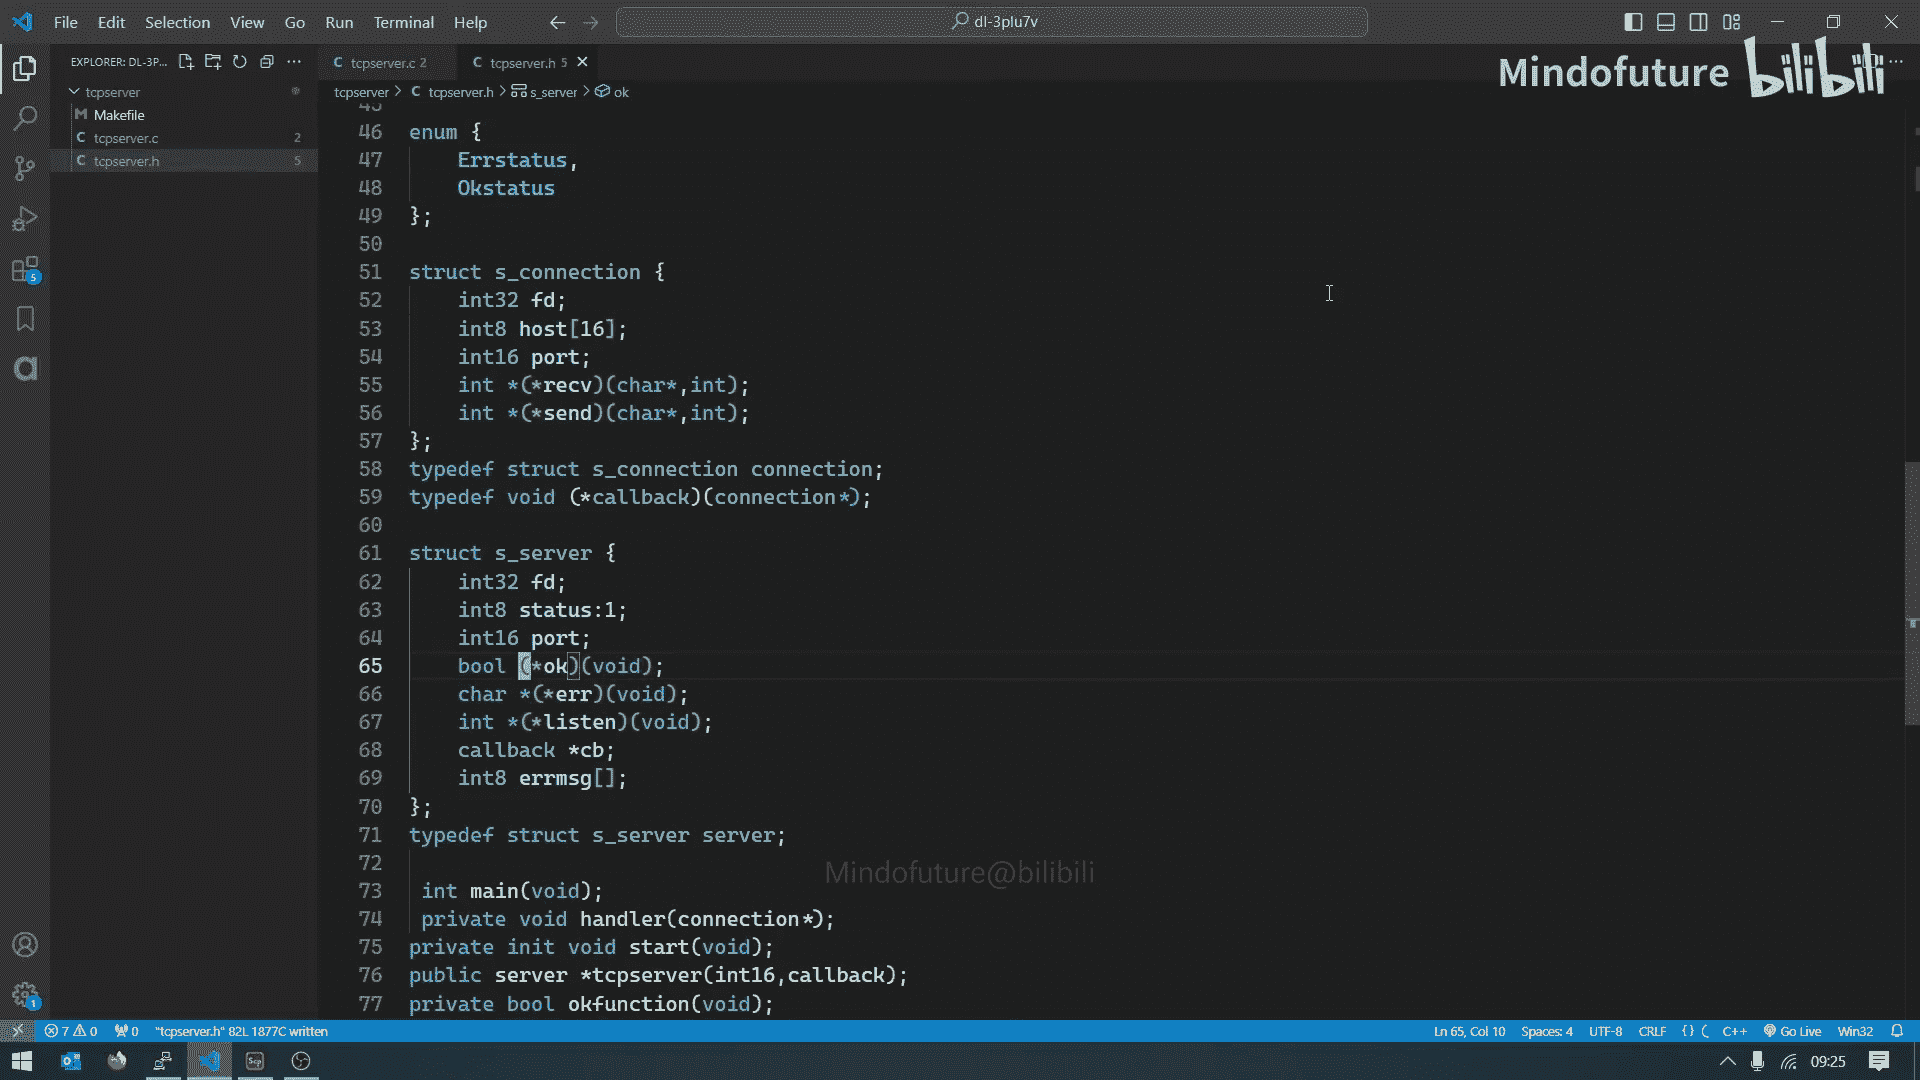 File Edit Selection View Go Run Terminal Help
dl-3plu7v
EXPLORER: DL-3P...
tcpserver
Makefile
tcpserver.c 2
tcpserver.h 5
tcpserver.c 2
tcpserver.h 5
tcpserver > C tcpserver.h > s_server > ok
Mindofuture bilibili
45
46 enum {
47 Errstatus,
48 Okstatus
49 };
50
51 struct s_connection {
52 int32 fd;
53 int8 host[16];
54 int16 port;
55 int *(*recv)(char*,int);
56 int *(*send)(char*,int);
57 };
58 typedef struct s_connection connection;
59 typedef void (*callback)(connection*);
60
61 struct s_server {
62 int32 fd;
63 int8 status:1;
64 int16 port;
65 bool (*ok)(void);
66 char *(*err)(void);
67 int *(*listen)(void);
68 callback *cb;
69 int8 errmsg[];
70 };
71 typedef struct s_server server;
72
73 int main(void);
74 private void handler(connection*);
75 private init void start(void);
76 public server *tcpserver(int16,callback);
77 private bool okfunction(void);
Mindofuture@bilibili
7 0 0 "tcpserver.h" 82L 1877C written
Ln 65, Col 10 Spaces: 4 UTF-8 CRLF {} ( C++ Go Live Win32
09:25